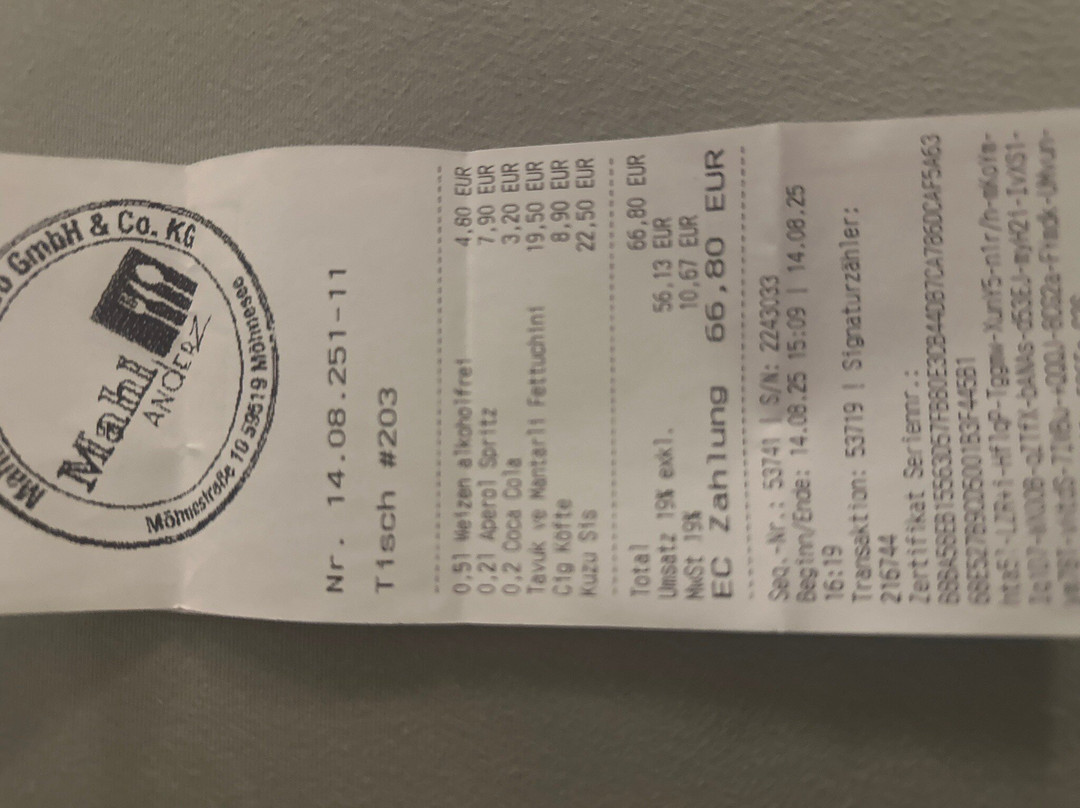 GmbH & Co. KG
Mahl
ANDERZ
Möhnestraße 10 59519 Möhnesee
Nr. 14.08.251-11
Tisch #203
0,5l Weizen alkoholfrei 4,80 EUR
0,2l Aperol Spritz 7,90 EUR
0,2 Coca Cola 3,20 EUR
Tavuk ve Mantarli Fettuchini 19,50 EUR
Cig Köfte 8,90 EUR
Kuzu Sis 22,50 EUR
Total 66,80 EUR
Umsatz 19% exkl. 56,13 EUR
MwSt 19% 10,67 EUR
EC Zahlung 66,80 EUR
Seq.-Nr.: 53741 | S/N: 2243033
Beginn/Ende: 14.08.25 15:09 | 14.08.25
16:19
Transaktion: 53719 | Signaturzähler:
216744
Zertifikat Seriennr.: